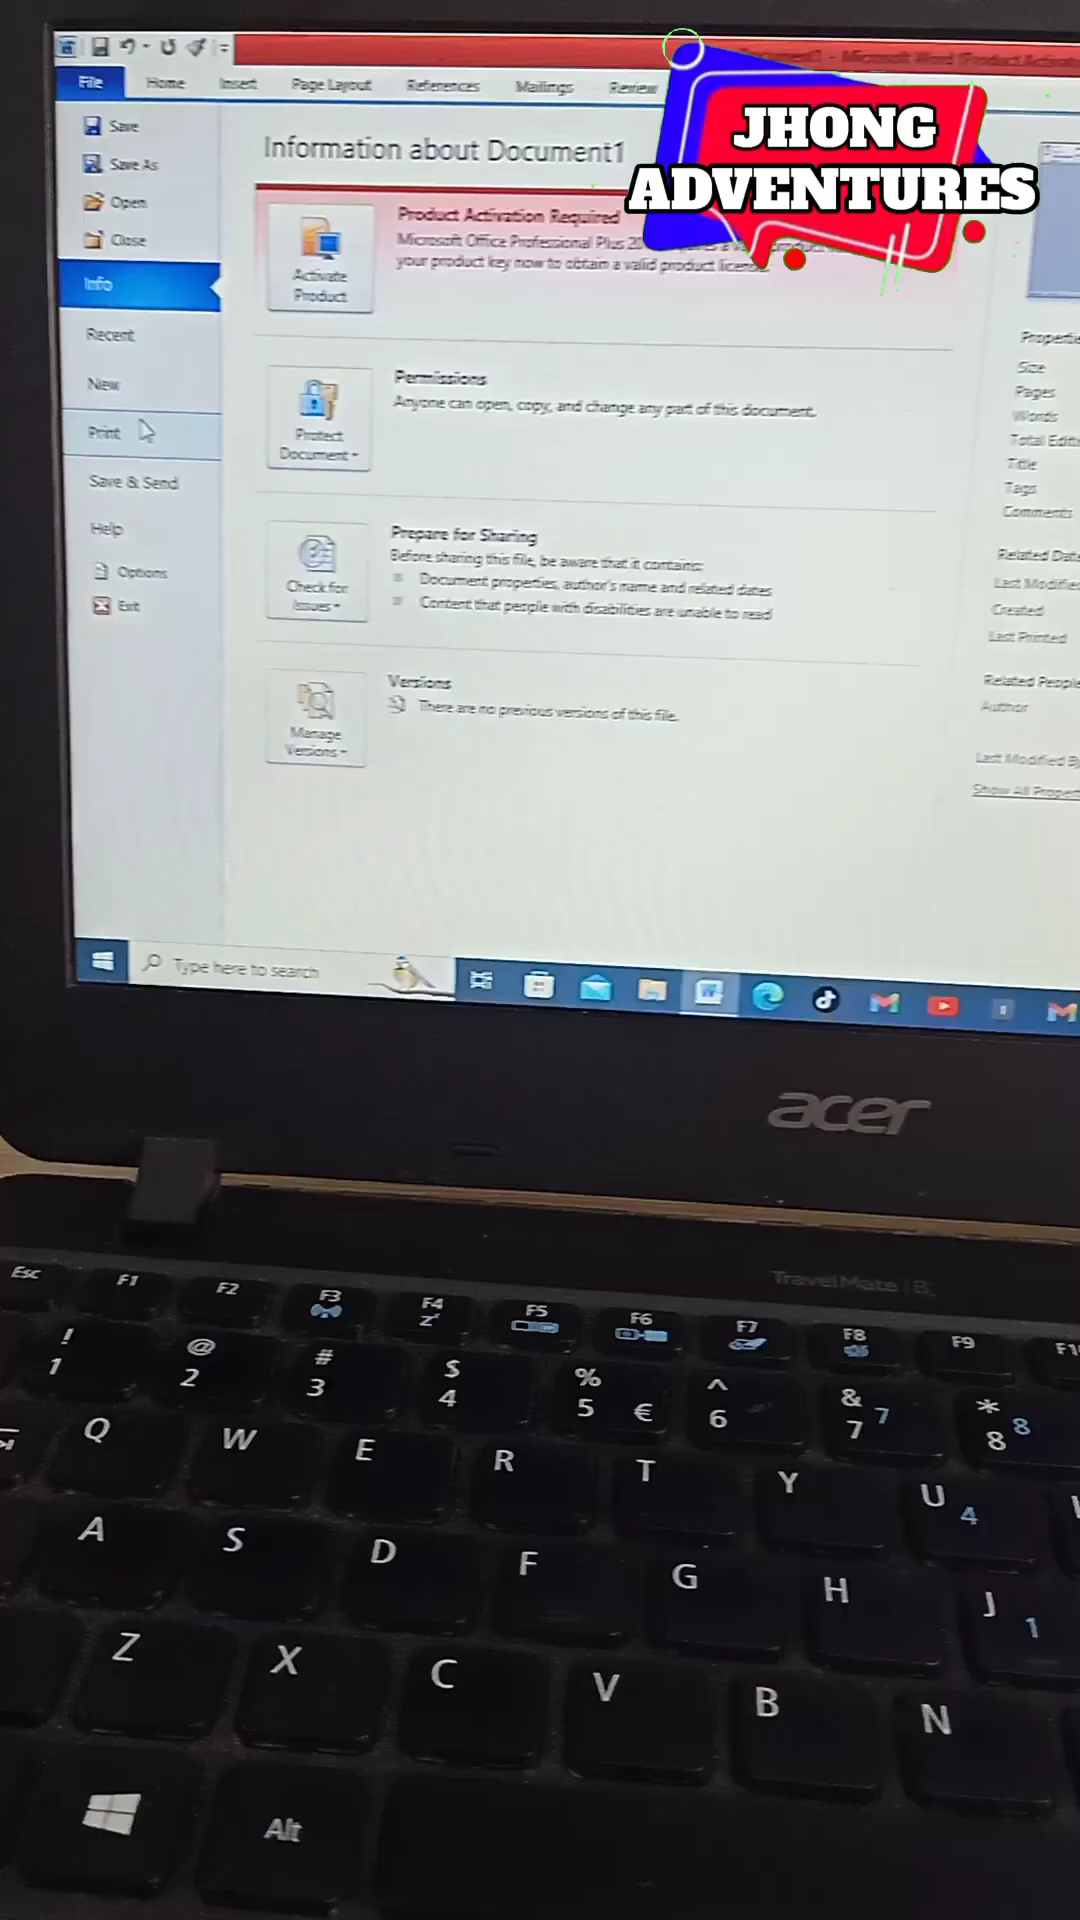 JHONG
ADVENTURES
File Home Insert Page Layout References Mailings Review
Save
Save As
Open
Close
Info
Recent
New
Print
Save & Send
Help
Options
Exit
Information about Document1
Activate
Product
Product Activation Required
Microsoft Office Professional Plus 20
your product key now to obtain a valid product license.
Protect
Document
Permissions
Anyone can open, copy, and change any part of this document.
Check for
Issues
Prepare for Sharing
Before sharing this file, be aware that it contains:
Document properties, author's name and related dates
Content that people with disabilities are unable to read
Manage
Versions
Versions
There are no previous versions of this file.
Size
Pages
Words
Title
Tags
Comments
Created
Last Printed
Author
Type here to search
acer
TravelMate
Esc F1 F2 F3 F4 F5 F6 F7 F8 F9 F10
! @ # $ % ^ & *
1 2 3 4 5 € 6 7 7 8 8
Q W E R T Y U 4
A S D F G H J 1
Z X C V B N
Alt